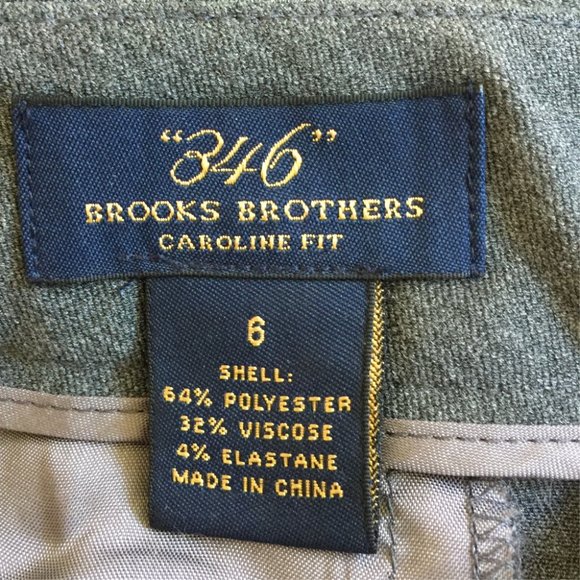 "346"
BROOKS BROTHERS
CAROLINE FIT
6
SHELL:
64% POLYESTER
32% VISCOSE
4% ELASTANE
MADE IN CHINA